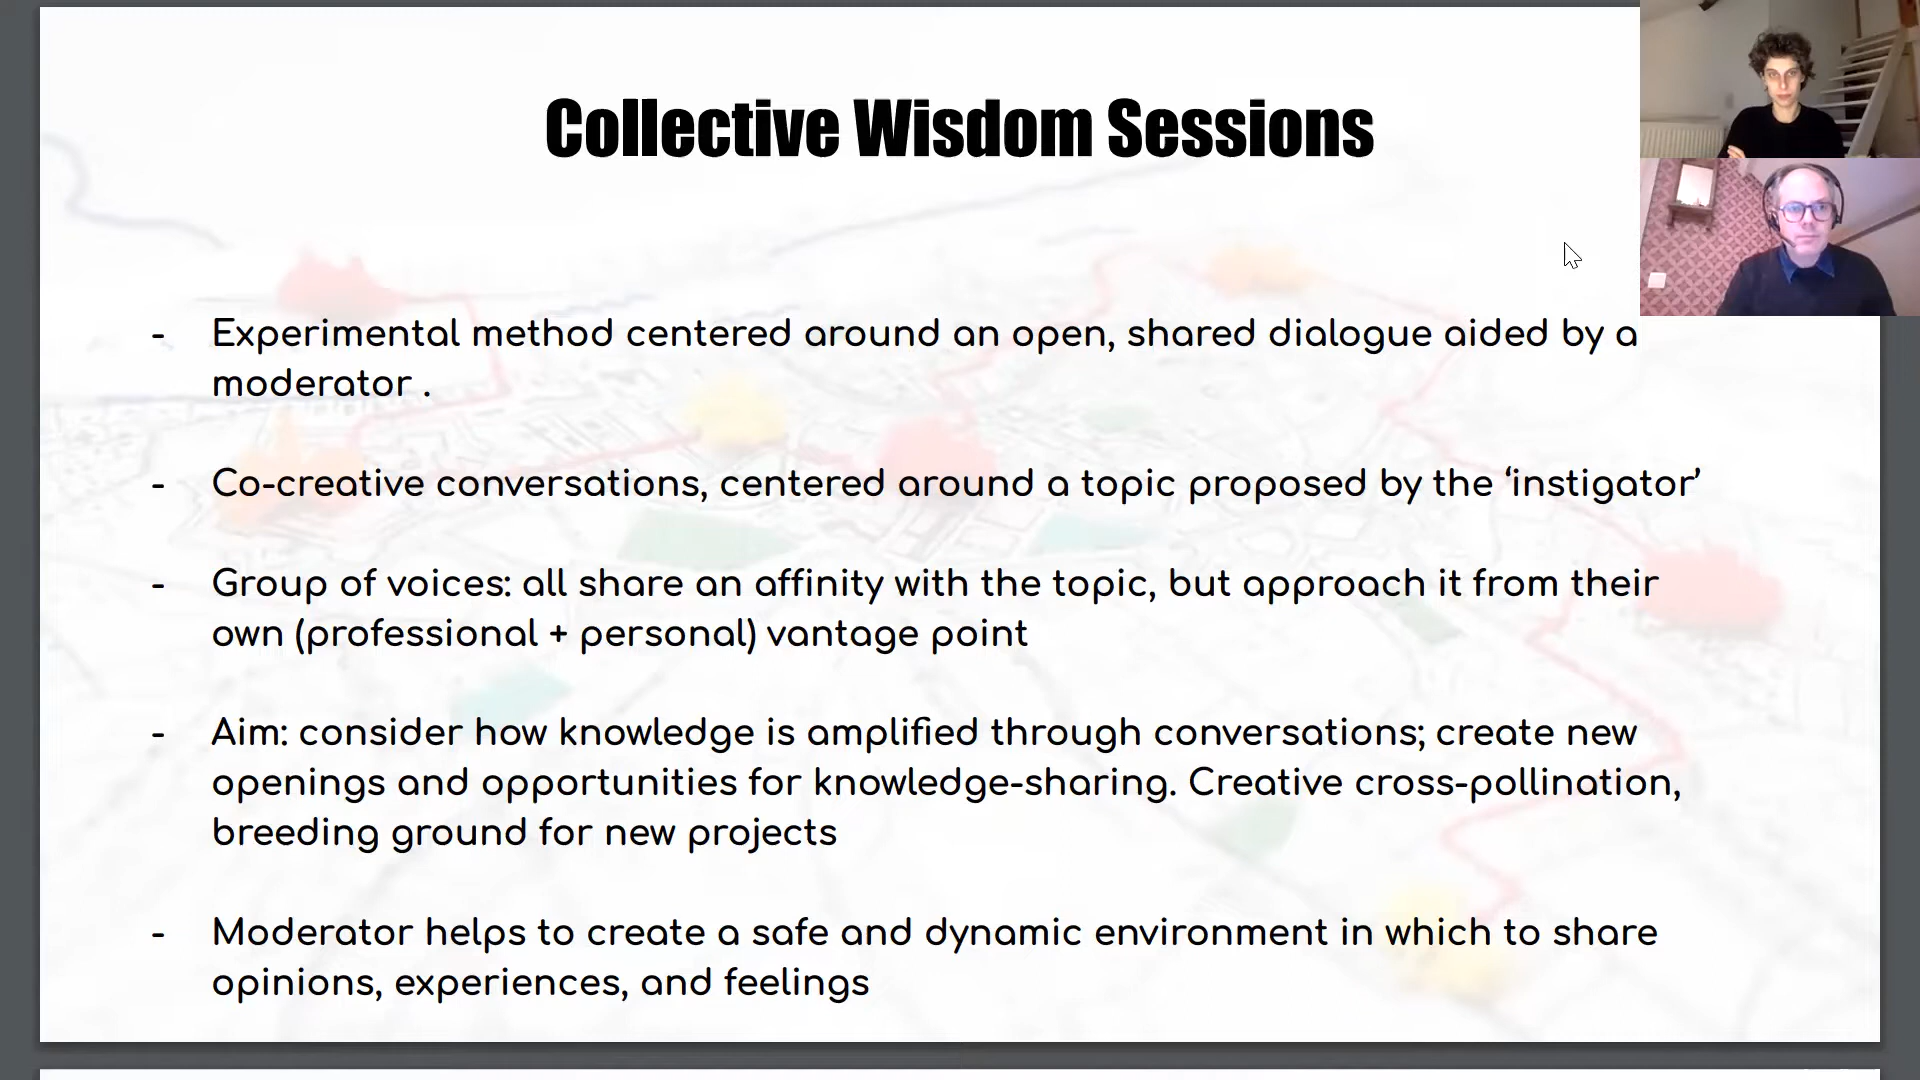 Collective Wisdom Sessions
- Experimental method centered around an open, shared dialogue aided by a
moderator .
- Co-creative conversations, centered around a topic proposed by the ‘instigator’
- Group of voices: all share an affinity with the topic, but approach it from their
own (professional + personal) vantage point
- Aim: consider how knowledge is amplified through conversations; create new
openings and opportunities for knowledge-sharing. Creative cross-pollination,
breeding ground for new projects
- Moderator helps to create a safe and dynamic environment in which to share
opinions, experiences, and feelings